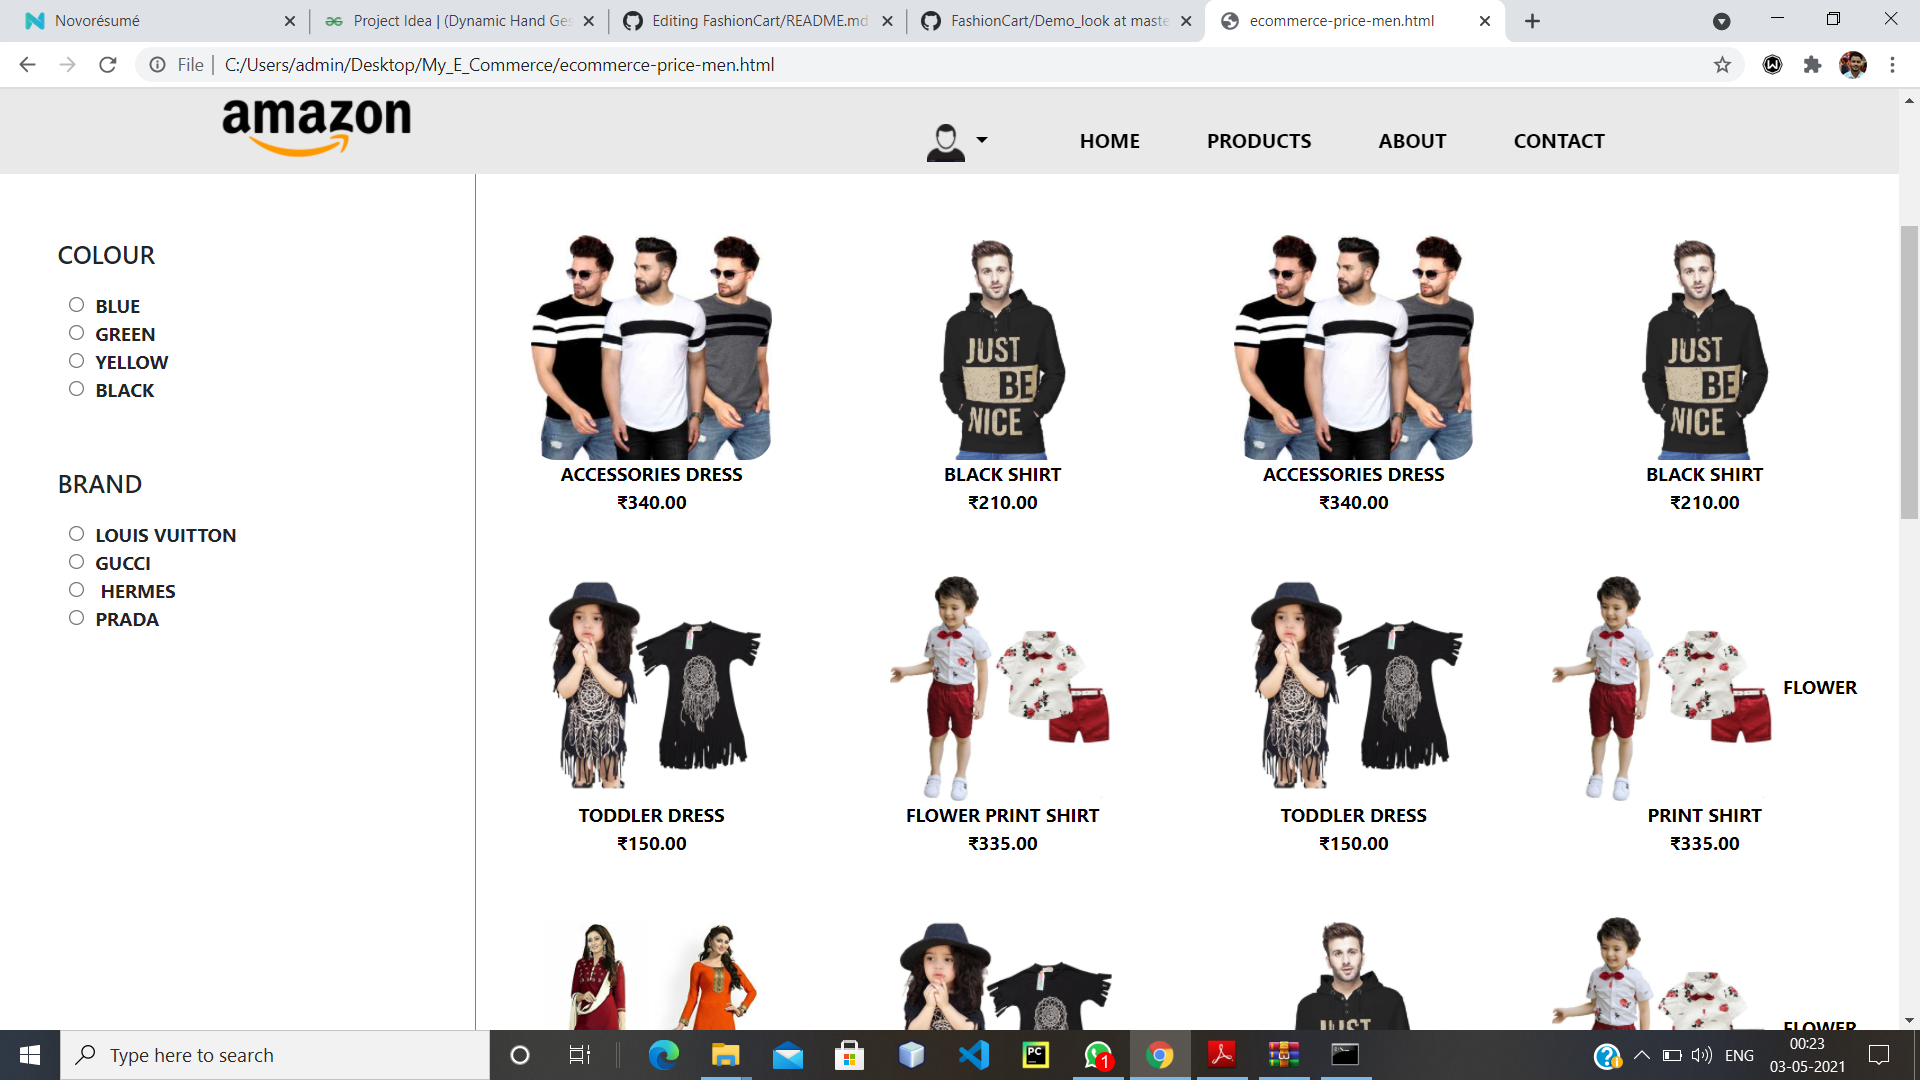 Novorésumé
Project Idea | (Dynamic Hand Ges
Editing FashionCart/README.md
FashionCart/Demo_look at maste
ecommerce-price-men.html
File
C:/Users/admin/Desktop/My_E_Commerce/ecommerce-price-men.html
amazon
HOME
PRODUCTS
ABOUT
CONTACT
COLOUR
BLUE
GREEN
YELLOW
BLACK
BRAND
LOUIS VUITTON
GUCCI
HERMES
PRADA
JUST
BE
NICE
JUST
BE
NICE
ACCESSORIES DRESS
₹340.00
BLACK SHIRT
₹210.00
ACCESSORIES DRESS
₹340.00
BLACK SHIRT
₹210.00
FLOWER
TODDLER DRESS
₹150.00
FLOWER PRINT SHIRT
₹335.00
TODDLER DRESS
₹150.00
PRINT SHIRT
₹335.00
JUST
FLOWER
Type here to search
PC
1
ENG
00:23
03-05-2021